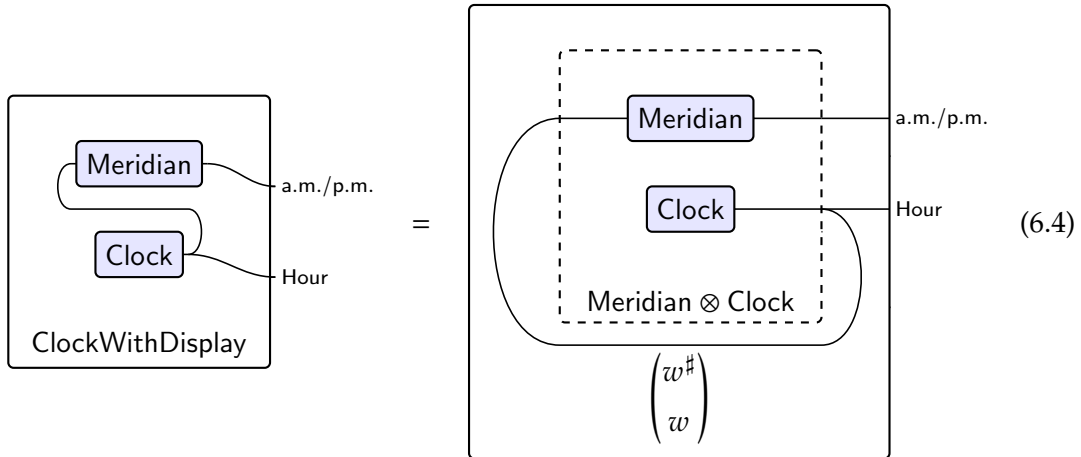 Meridian
a.m./p.m.
Clock
Hour
ClockWithDisplay
=
Meridian
a.m./p.m.
Clock
Hour
Meridian ⊗ Clock
w♯
w
(6.4)